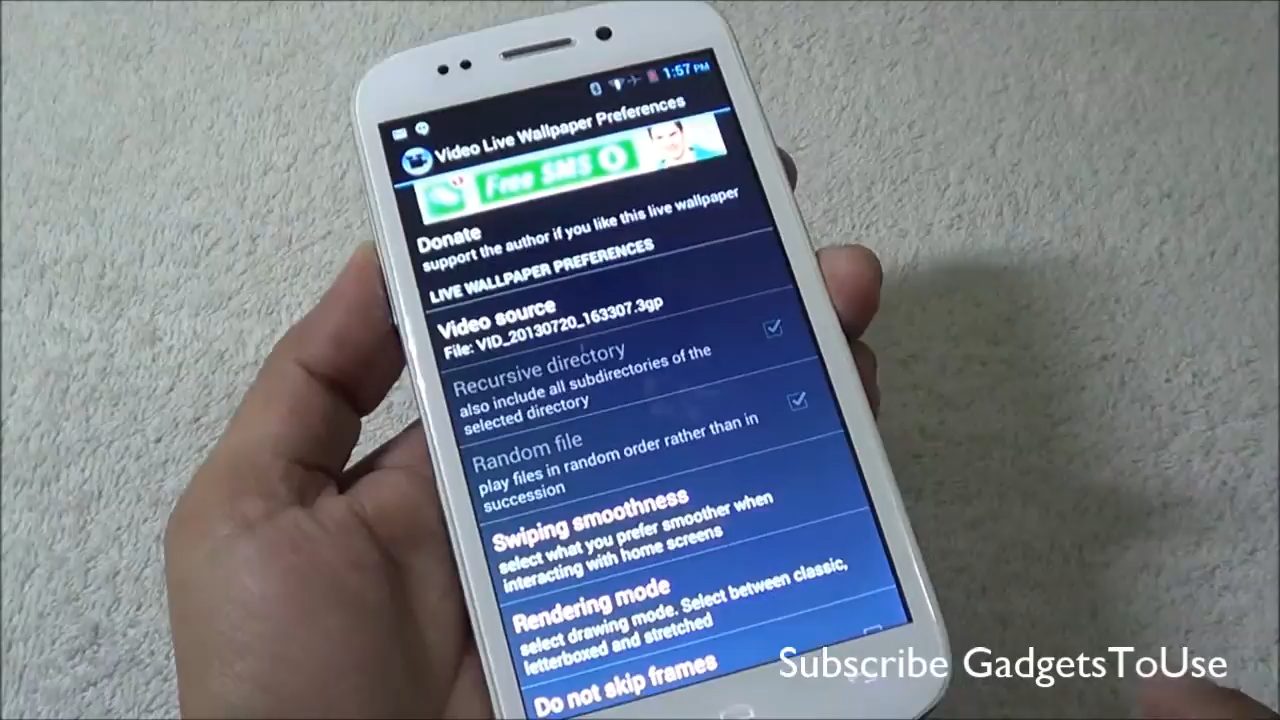 1:57 PM
Video Live Wallpaper Preferences
Free SMS
Donate
support the author if you like this live wallpaper
LIVE WALLPAPER PREFERENCES
Video source
File: VID_20130720_163307.3gp
Recursive directory
also include all subdirectories of the
selected directory
Random file
play files in random order rather than in
succession
Swiping smoothness
select what you prefer smoother when
interacting with home screens
Rendering mode
select drawing mode. Select between classic,
letterboxed and stretched
Do not skip frames
Subscribe GadgetsToUse